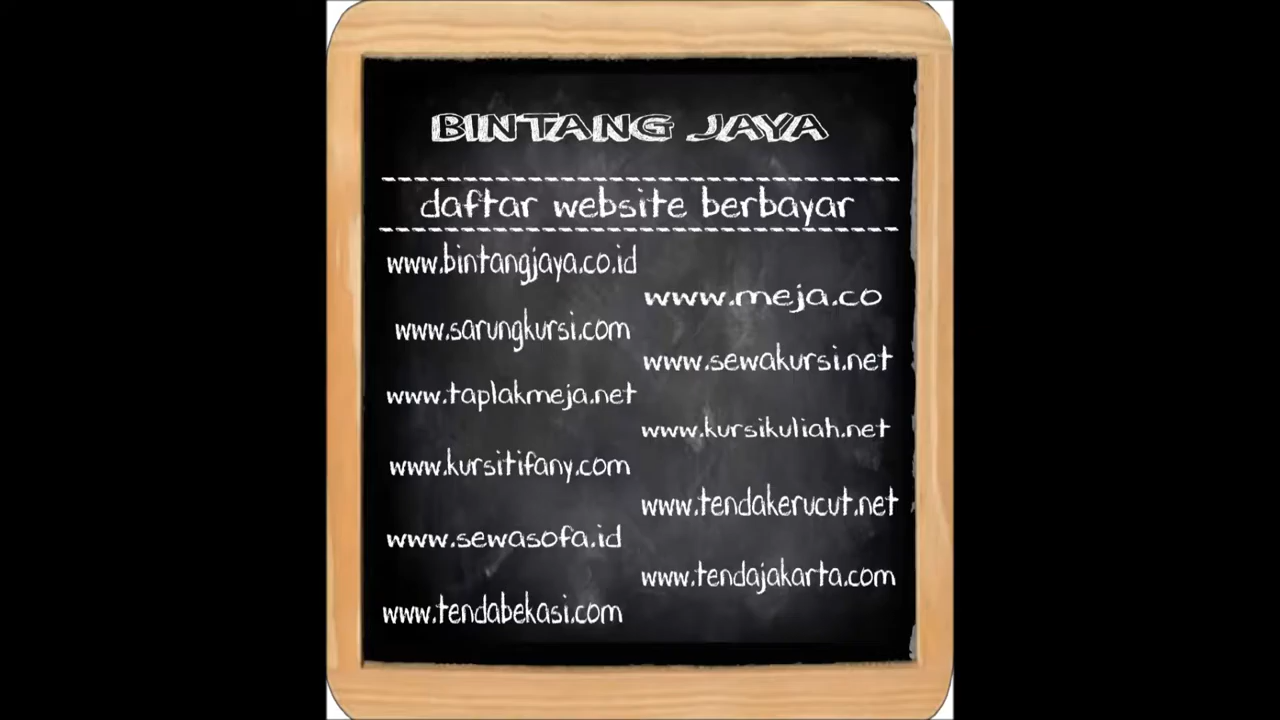 BINTANG JAYA
daftar website berbayar
www.bintangjaya.co.id
www.meja.co
www.sarungkursi.com
www.sewakursi.net
www.taplakmeja.net
www.kursikuliah.net
www.kursitifany.com
www.tendakerucut.net
www.sewasofa.id
www.tendajakarta.com
www.tendabekasi.com